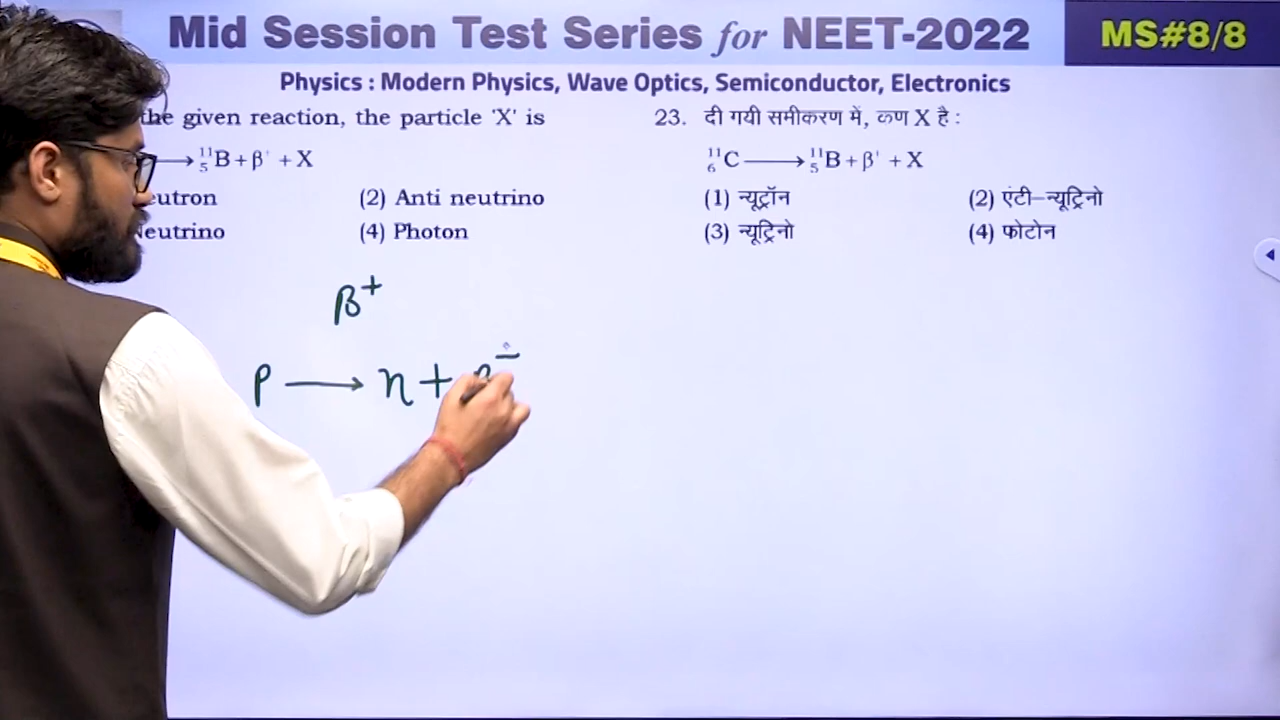 Mid Session Test Series for NEET-2022
MS#8/8
Physics : Modern Physics, Wave Optics, Semiconductor, Electronics
the given reaction, the particle 'X' is
⟶ ¹¹₅B + β⁺ + X
eutron (2) Anti neutrino
Neutrino (4) Photon
23. दी गयी समीकरण में, कण X है :
¹¹₆C ⟶ ¹¹₅B + β⁺ + X
(1) न्यूट्रॉन (2) एंटी–न्यूट्रिनो
(3) न्यूट्रिनो (4) फोटोन
β⁺
P ⟶ n +